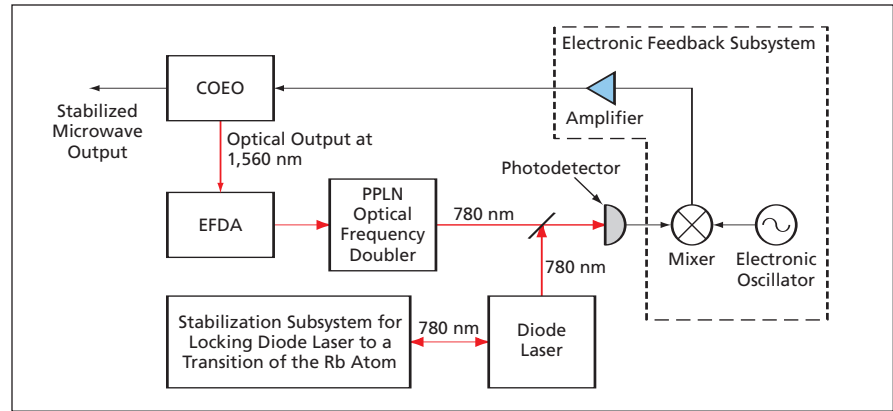 Electronic Feedback Subsystem
COEO
Amplifier
Stabilized
Microwave
Output
Optical Output at
1,560 nm
Photodetector
EFDA
PPLN
Optical
Frequency
Doubler
780 nm
Mixer
Electronic
Oscillator
780 nm
Stabilization Subsystem for
Locking Diode Laser to a
Transition of the Rb Atom
780 nm
Diode
Laser